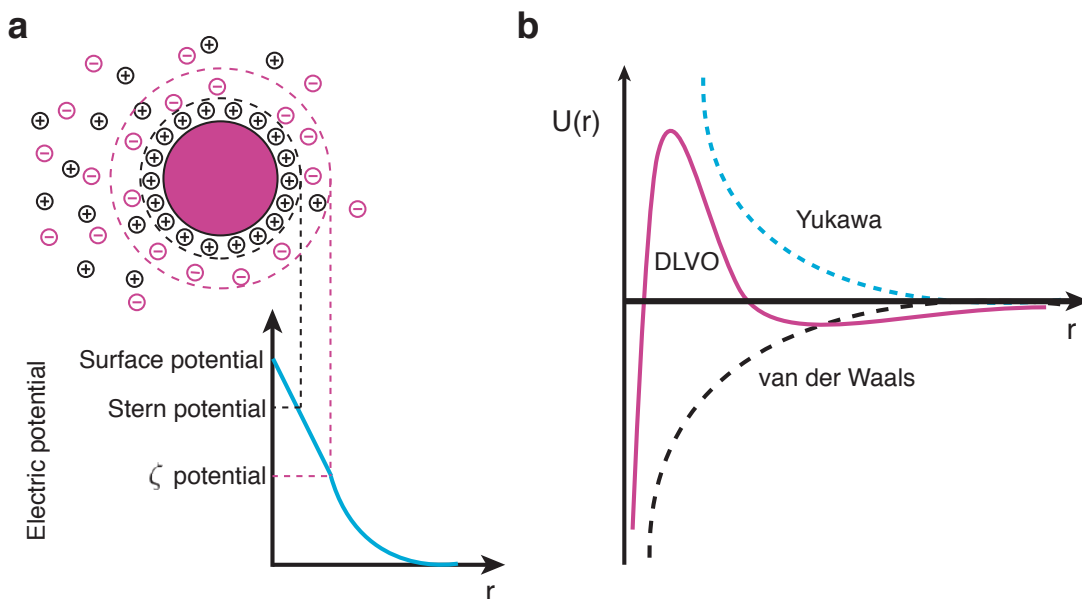 a
b
U(r)
Yukawa
DLVO
r
van der Waals
Surface potential
Stern potential
ζ potential
Electric potential
r